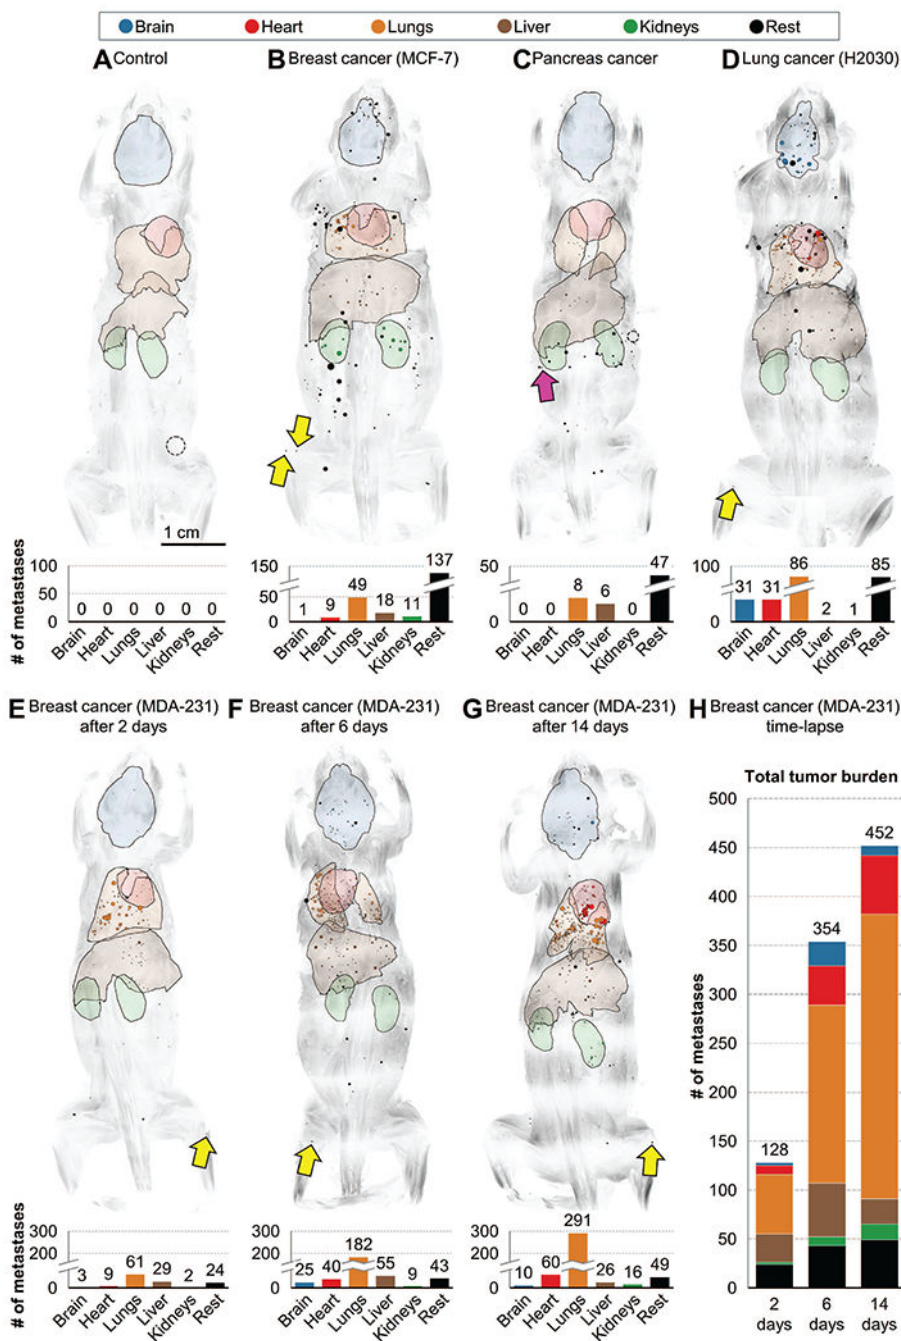 Brain Heart Lungs Liver Kidneys Rest
A Control
B Breast cancer (MCF-7)
C Pancreas cancer
D Lung cancer (H2030)
1 cm
# of metastases
100
50
0
0 0 0 0 0 0
Brain Heart Lungs Liver Kidneys Rest
150
50
0
1 9 49 18 11 137
Brain Heart Lungs Liver Kidneys Rest
50
0
0 0 8 6 0 47
Brain Heart Lungs Liver Kidneys Rest
100
0
31 31 86 2 1 85
Brain Heart Lungs Liver Kidneys Rest
E Breast cancer (MDA-231)
after 2 days
F Breast cancer (MDA-231)
after 6 days
G Breast cancer (MDA-231)
after 14 days
H Breast cancer (MDA-231)
time-lapse
# of metastases
300
200
0
3 9 61 29 2 24
Brain Heart Lungs Liver Kidneys Rest
300
200
0
25 40 182 55 9 43
Brain Heart Lungs Liver Kidneys Rest
300
200
0
10 60 291 26 16 49
Brain Heart Lungs Liver Kidneys Rest
Total tumor burden
# of metastases
500
450
400
350
300
250
200
150
100
50
0
128
354
452
2 6 14
days days days